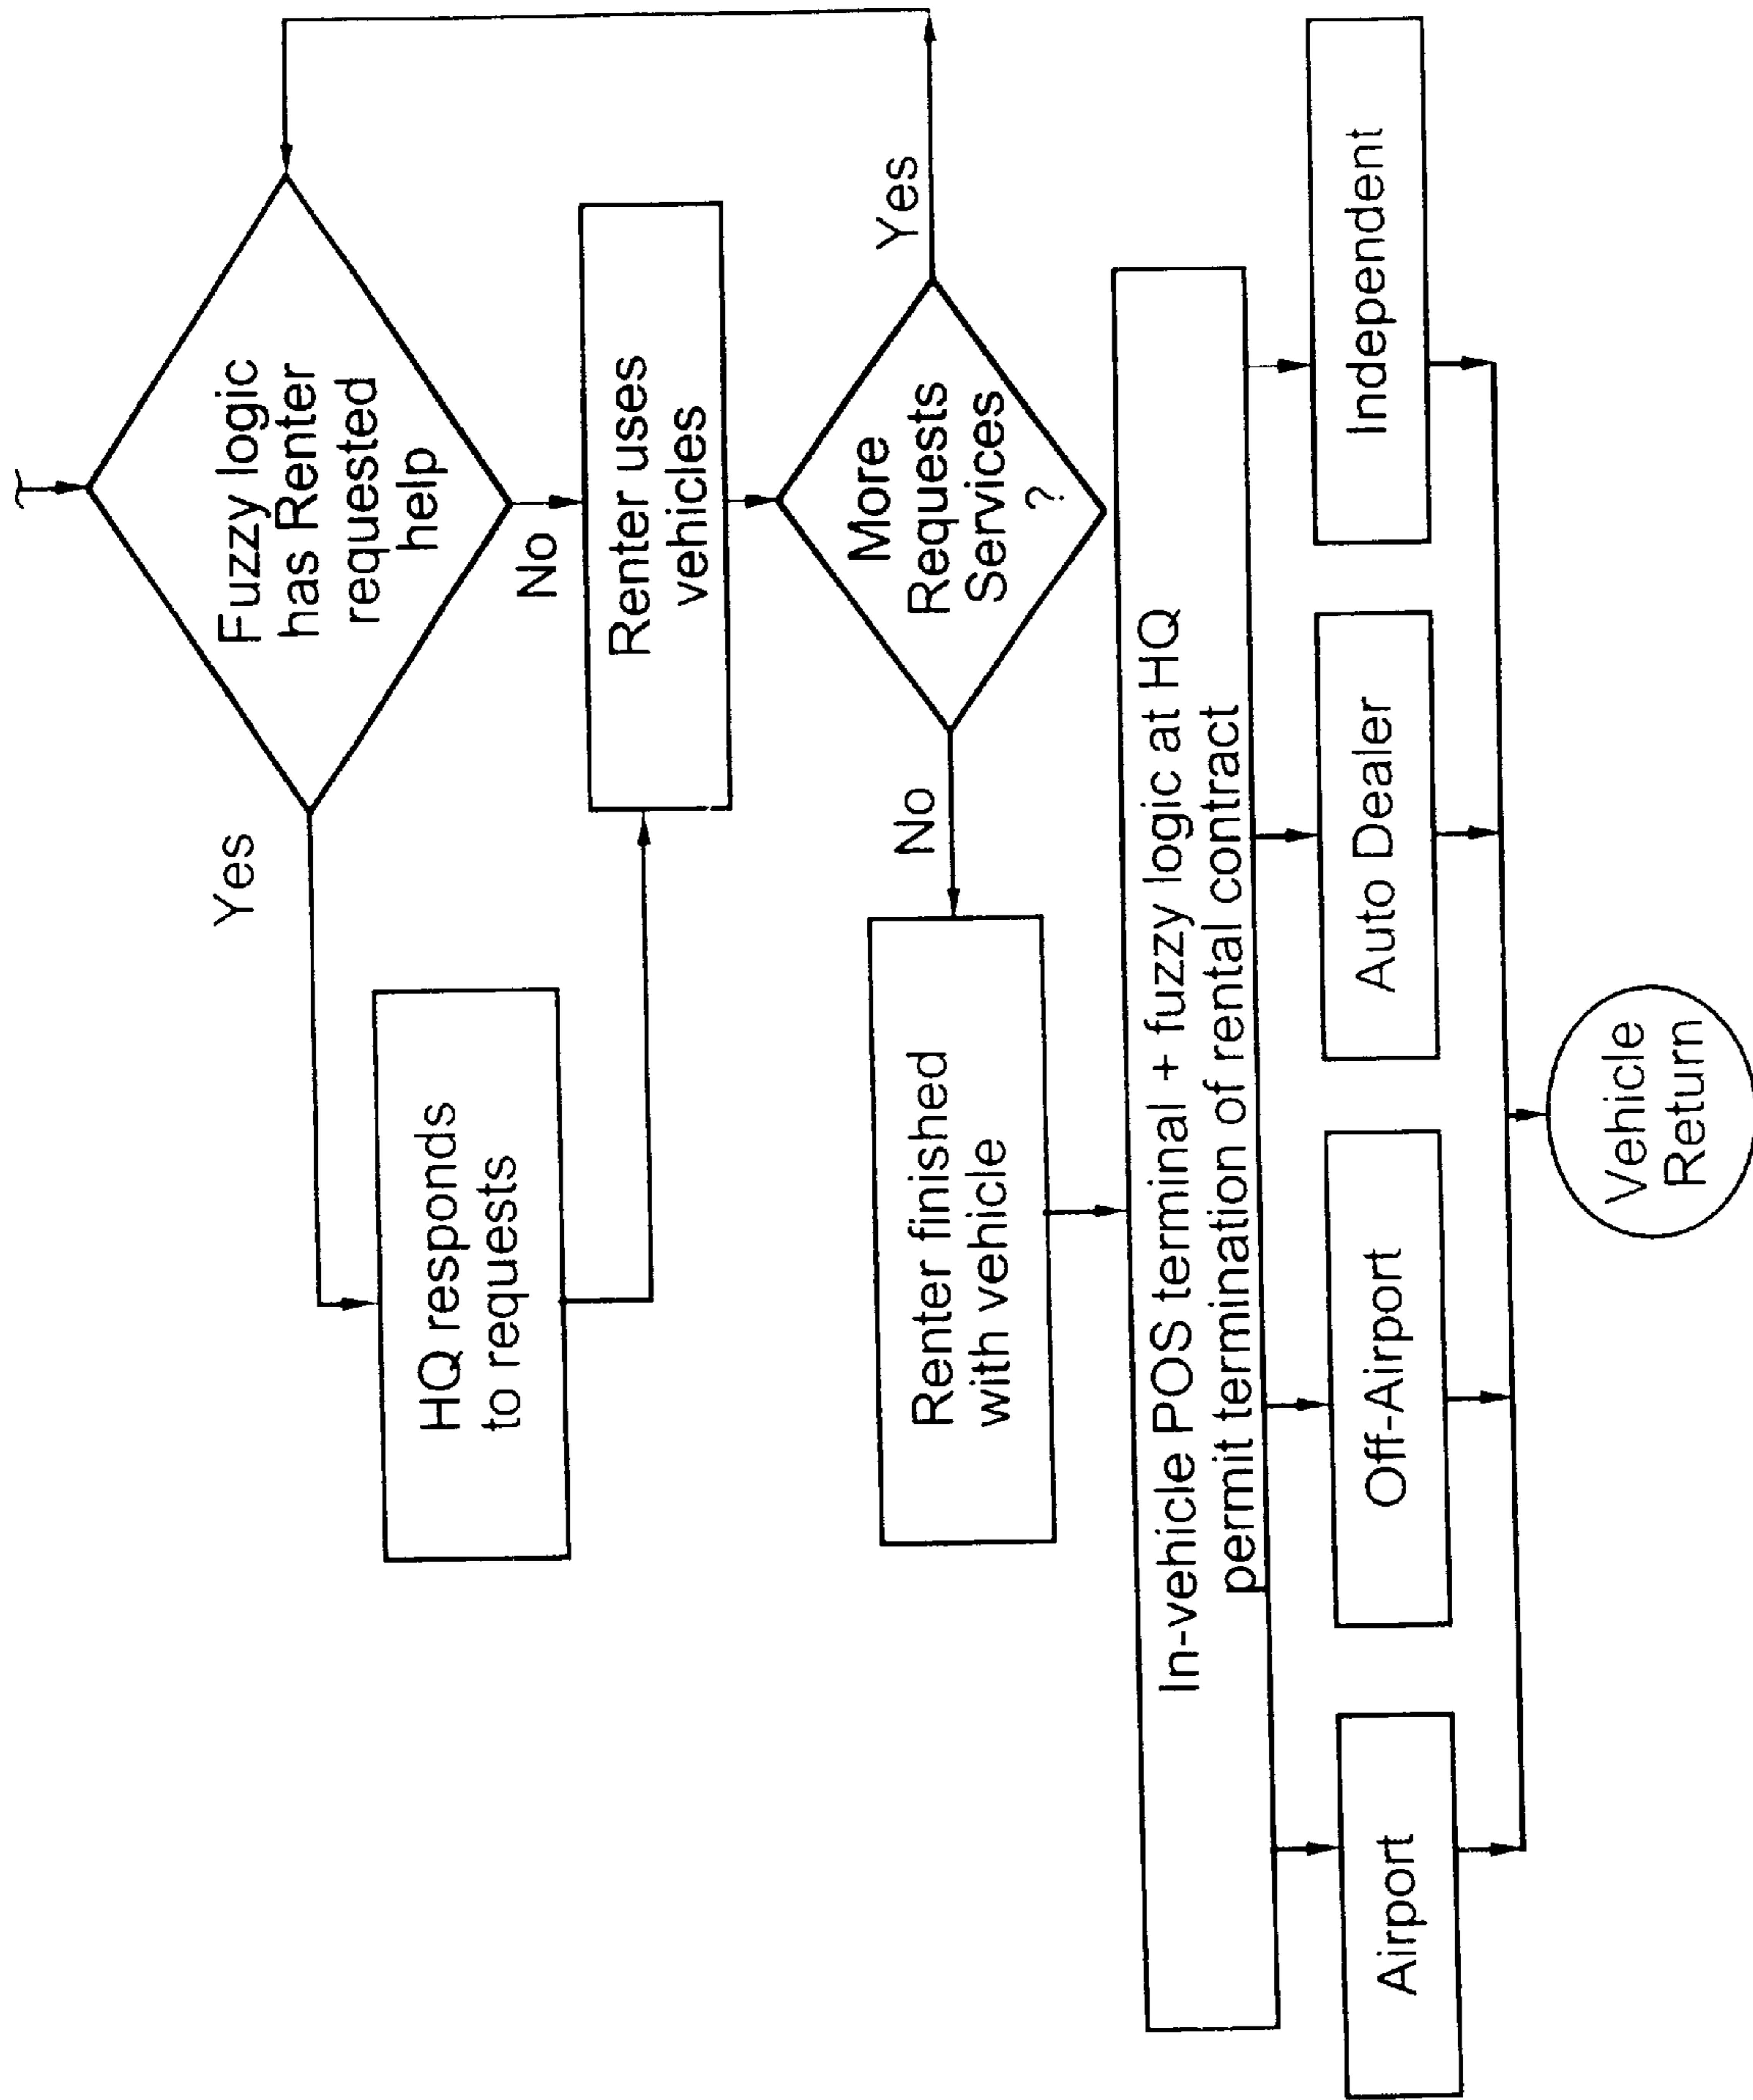 Fuzzy logic
has Renter
requested
help
Yes
No
HQ responds
to requests
Renter uses
vehicles
More
Requests
Services
?
Yes
No
Renter finished
with vehicle
In-vehicle POS terminal + fuzzy logic at HQ
permit termination of rental contract
Airport
Off-Airport
Auto Dealer
Independent
Vehicle
Return